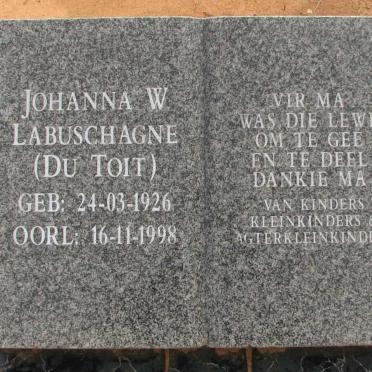 JOHANNA W
LABUSCHAGNE
(DU TOIT)
GEB: 24-03-1926
OORL: 16-11-1998
VIR MA
WAS DIE LEWE
OM TE GEE
EN TE DEEL
DANKIE MA
VAN KINDERS
KLEINKINDERS &
AGTERKLEINKINDE